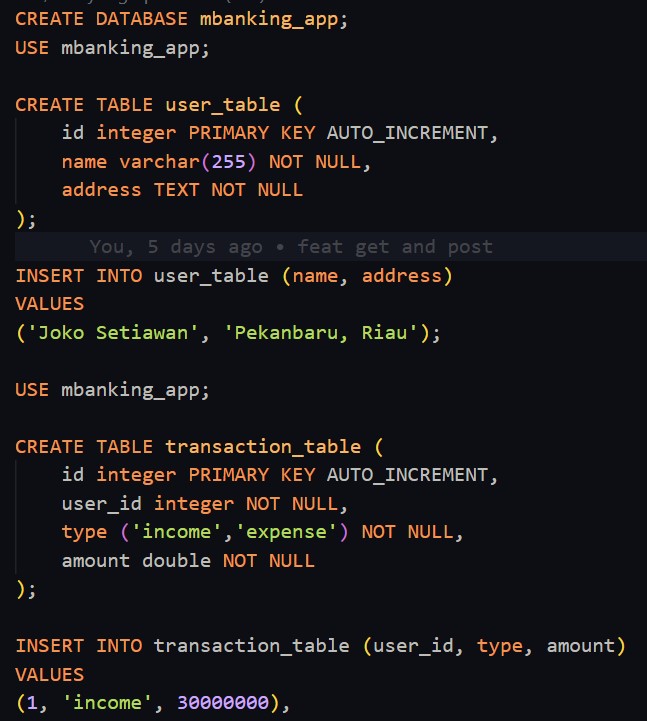 CREATE DATABASE mbanking_app;
USE mbanking_app;
CREATE TABLE user_table (
id integer PRIMARY KEY AUTO_INCREMENT,
name varchar(255) NOT NULL,
address TEXT NOT NULL
);
You, 5 days ago • feat get and post
INSERT INTO user_table (name, address)
VALUES
('Joko Setiawan', 'Pekanbaru, Riau');
USE mbanking_app;
CREATE TABLE transaction_table (
id integer PRIMARY KEY AUTO_INCREMENT,
user_id integer NOT NULL,
type ('income','expense') NOT NULL,
amount double NOT NULL
);
INSERT INTO transaction_table (user_id, type, amount)
VALUES
(1, 'income', 30000000),